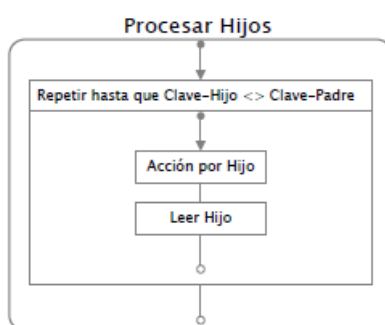 Procesar Hijos
Repetir hasta que Clave-Hijo <> Clave-Padre
Acción por Hijo
Leer Hijo